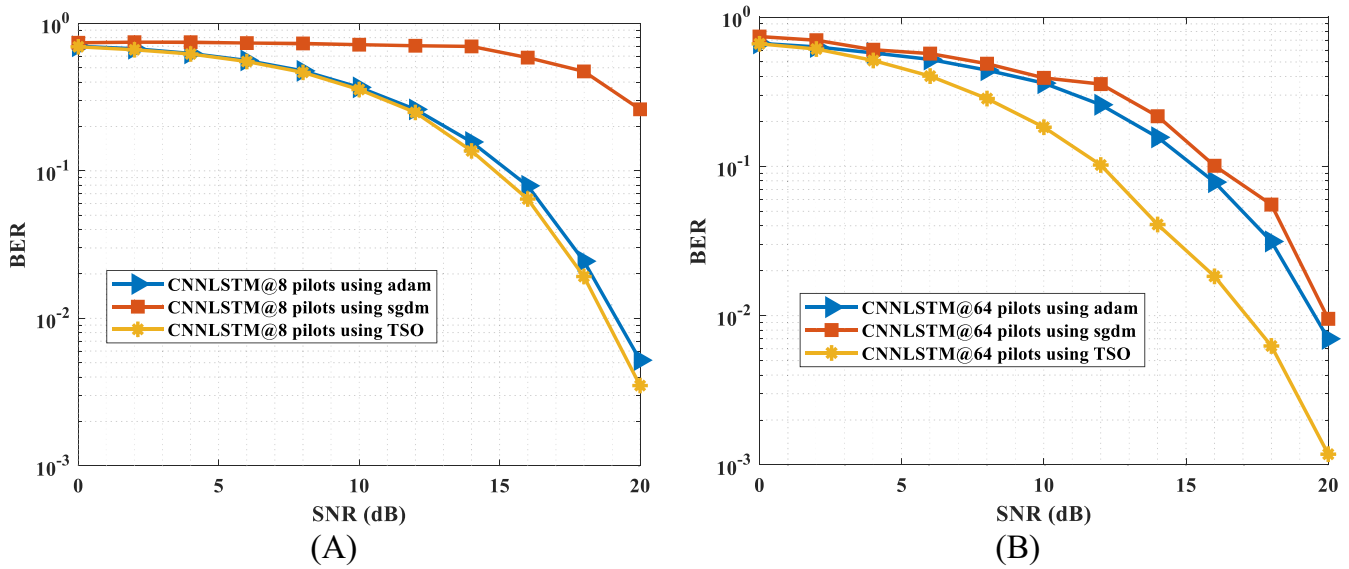 10^0
10^-1
10^-2
10^-3
BER
0 5 10 15 20
SNR (dB)
CNNLSTM@8 pilots using adam
CNNLSTM@8 pilots using sgdm
CNNLSTM@8 pilots using TSO
(A)
10^0
10^-1
10^-2
10^-3
BER
0 5 10 15 20
SNR (dB)
CNNLSTM@64 pilots using adam
CNNLSTM@64 pilots using sgdm
CNNLSTM@64 pilots using TSO
(B)